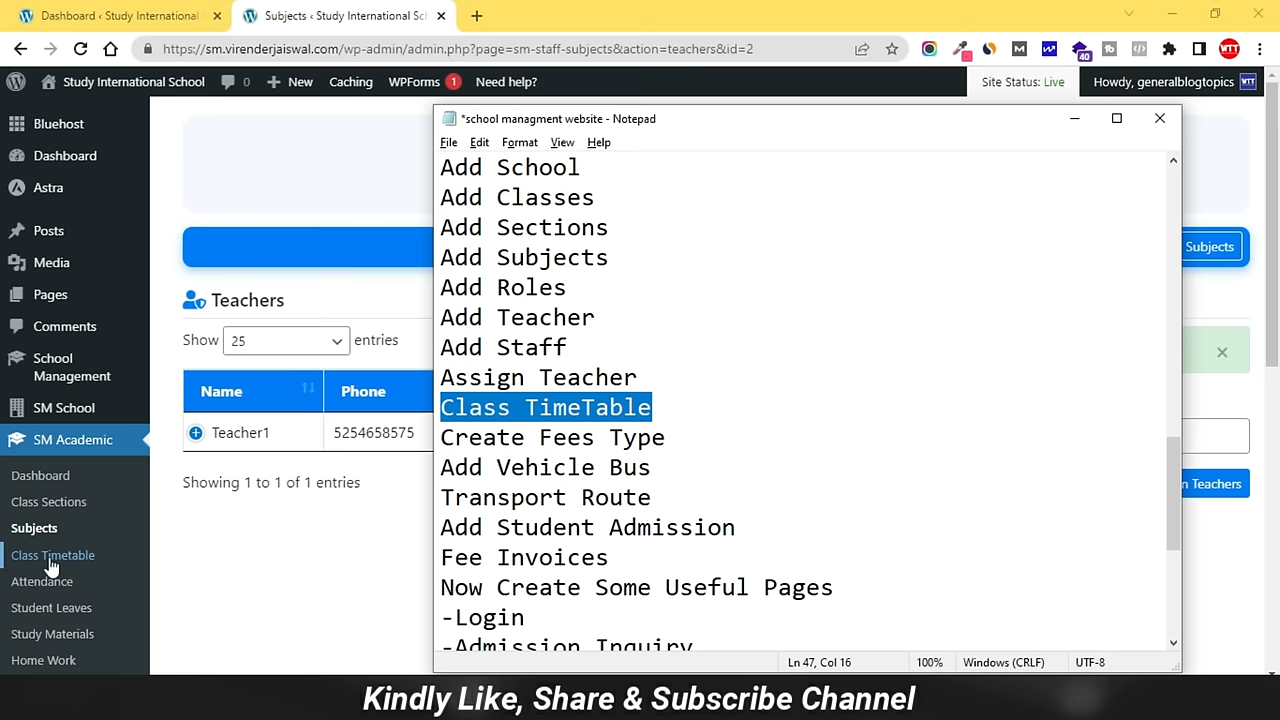 Dashboard ‹ Study International
Subjects ‹ Study International Sch
https://sm.virenderjaiswal.com/wp-admin/admin.php?page=sm-staff-subjects&action=teachers&id=2
40
WTT
Study International School
0
New
Caching
WPForms 1
Need help?
Site Status: Live
Howdy, generalblogtopics
WTT
Bluehost
Dashboard
Astra
Posts
Media
Pages
Comments
School Management
SM School
SM Academic
Dashboard
Class Sections
Subjects
Class Timetable
Attendance
Student Leaves
Study Materials
Home Work
Subjects
Teachers
Show 25 entries
Name
Phone
Teacher1
5254658575
Showing 1 to 1 of 1 entries
n Teachers
*school managment website - Notepad
File Edit Format View Help
Add School
Add Classes
Add Sections
Add Subjects
Add Roles
Add Teacher
Add Staff
Assign Teacher
Class TimeTable
Create Fees Type
Add Vehicle Bus
Transport Route
Add Student Admission
Fee Invoices
Now Create Some Useful Pages
-Login
-Admission Inquiry
Ln 47, Col 16
100%
Windows (CRLF)
UTF-8
Kindly Like, Share & Subscribe Channel